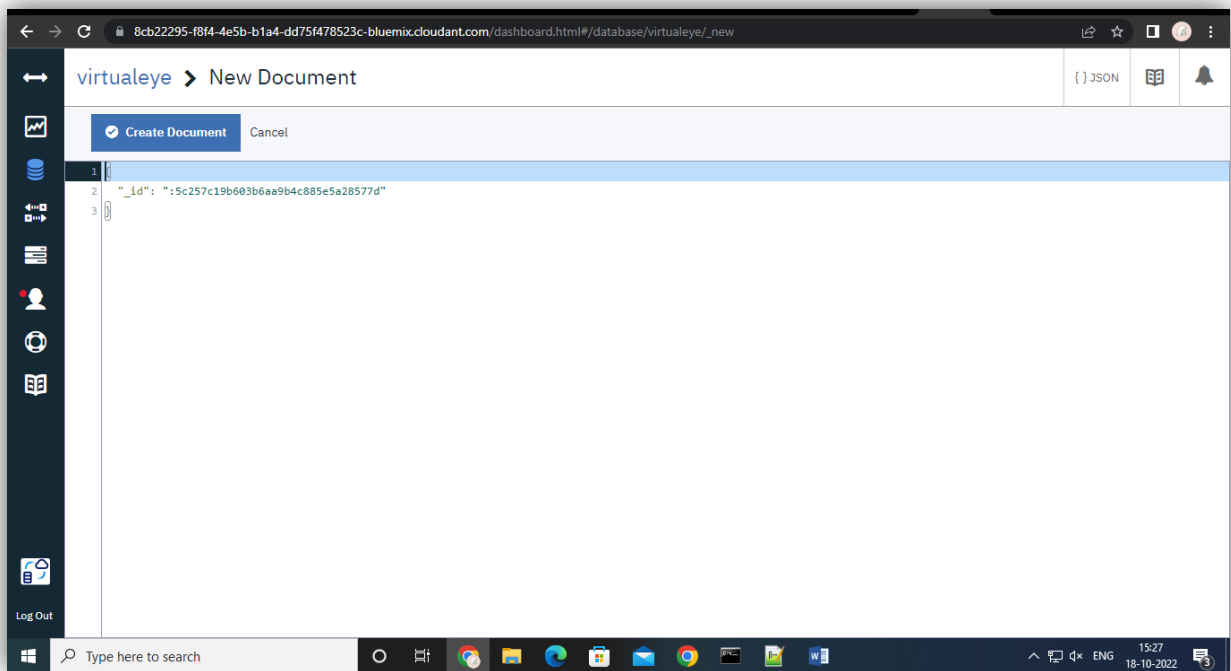 8cb22295-f8f4-4e5b-b1a4-dd75f478523c-bluemix.cloudant.com/dashboard.html#/database/virtualeye/_new
virtualeye > New Document
{ } JSON
Create Document Cancel
1 {
2 "_id": ":5c257c19b603b6aa9b4c885e5a28577d"
3 }
Log Out
Type here to search
ENG
15:27
18-10-2022
3